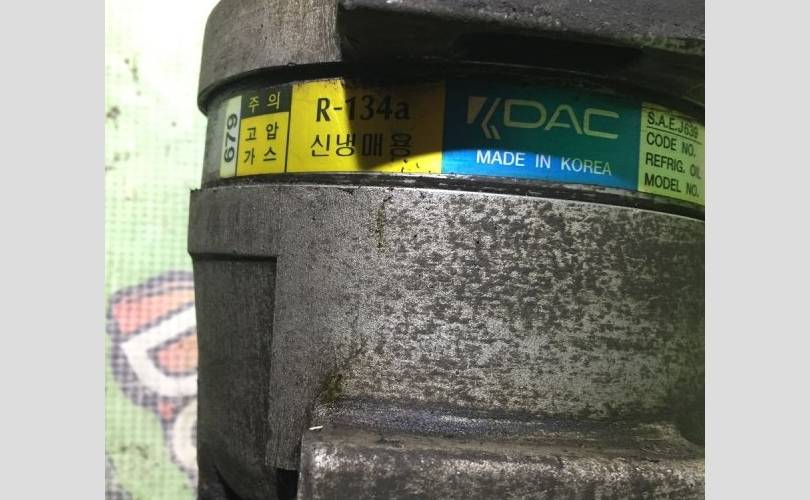 679
주의
고압
가스
R-134a
신냉매용
KDAC
MADE IN KOREA
S.A.E.J639
CODE NO.
REFRIG. OIL
MODEL NO.